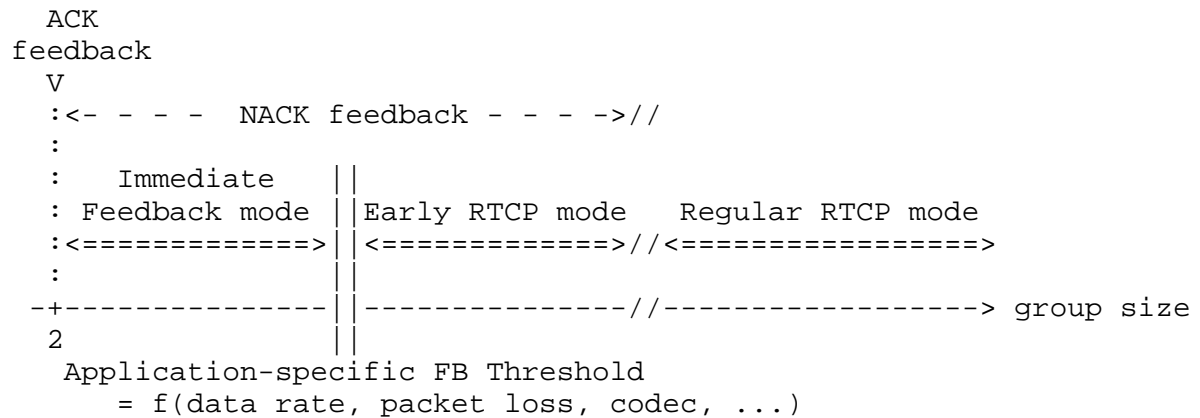 ACK
feedback
  V
  :<- - - -  NACK feedback - - - ->//
  :
  :   Immediate   ||
  : Feedback mode ||Early RTCP mode   Regular RTCP mode
  :<=============>||<=============>//<=================>
  :               ||
 -+---------------||---------------//------------------> group size
  2               ||
   Application-specific FB Threshold
      = f(data rate, packet loss, codec, ...)